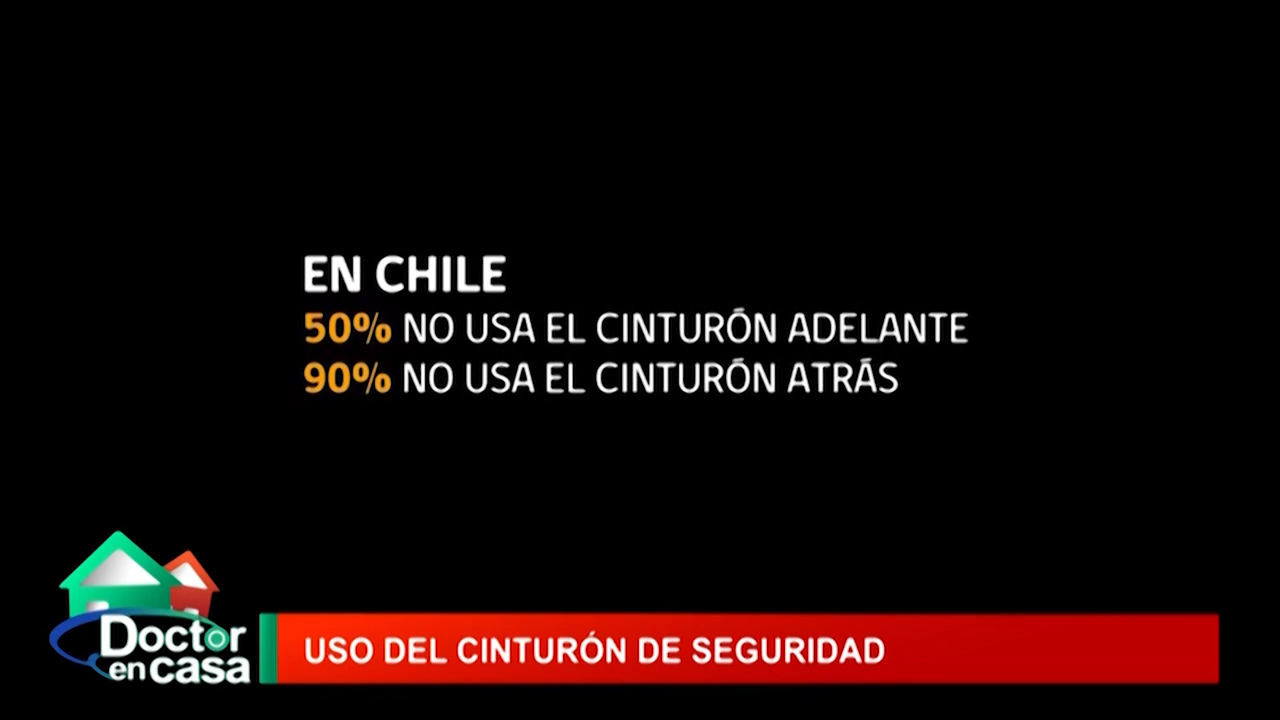 EN CHILE
50% NO USA EL CINTURÓN ADELANTE
90% NO USA EL CINTURÓN ATRÁS
Doctor
en casa
USO DEL CINTURÓN DE SEGURIDAD